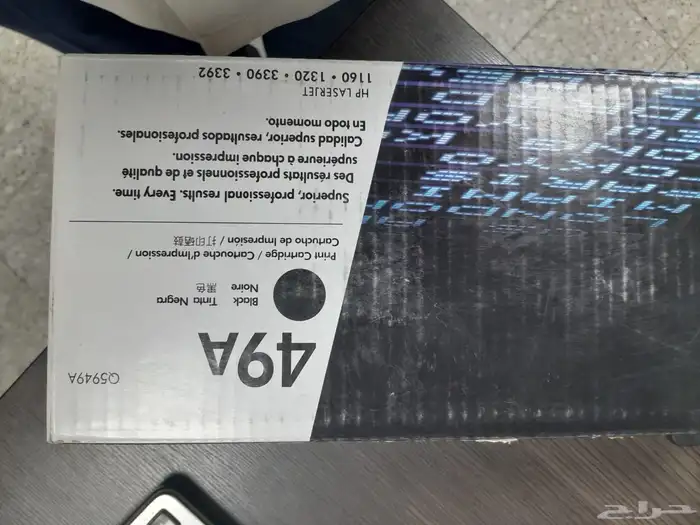 Q5949A
49A
Black Tinta Negra
Noire 黑色
Print Cartridge / Cartouche d'Impression /
Cartucho de Impresión / 打印硒鼓
Superior, professional results. Every time.
Des résultats professionnels et de qualité
supérieure à chaque impression.
Calidad superior, resultados profesionales.
En todo momento.
HP LASERJET
1160 • 1320 • 3390 • 3392
حراج